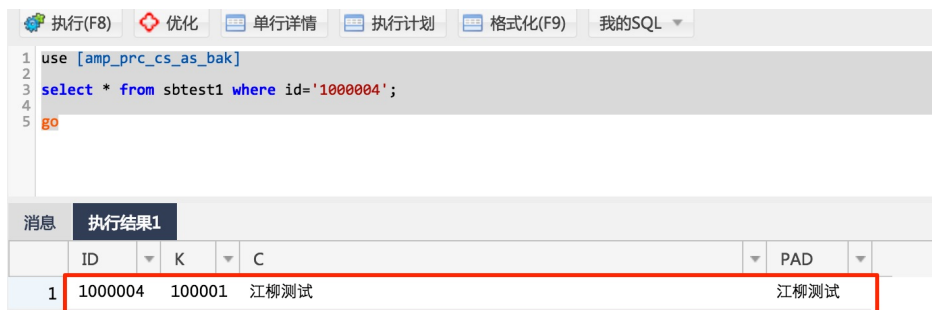 执行(F8) 优化 单行详情 执行计划 格式化(F9) 我的SQL
1 use [amp_prc_cs_as_bak]
2
3 select * from sbtest1 where id='1000004';
4
5 go
消息 执行结果1
ID K C PAD
1 1000004 100001 江柳测试 江柳测试